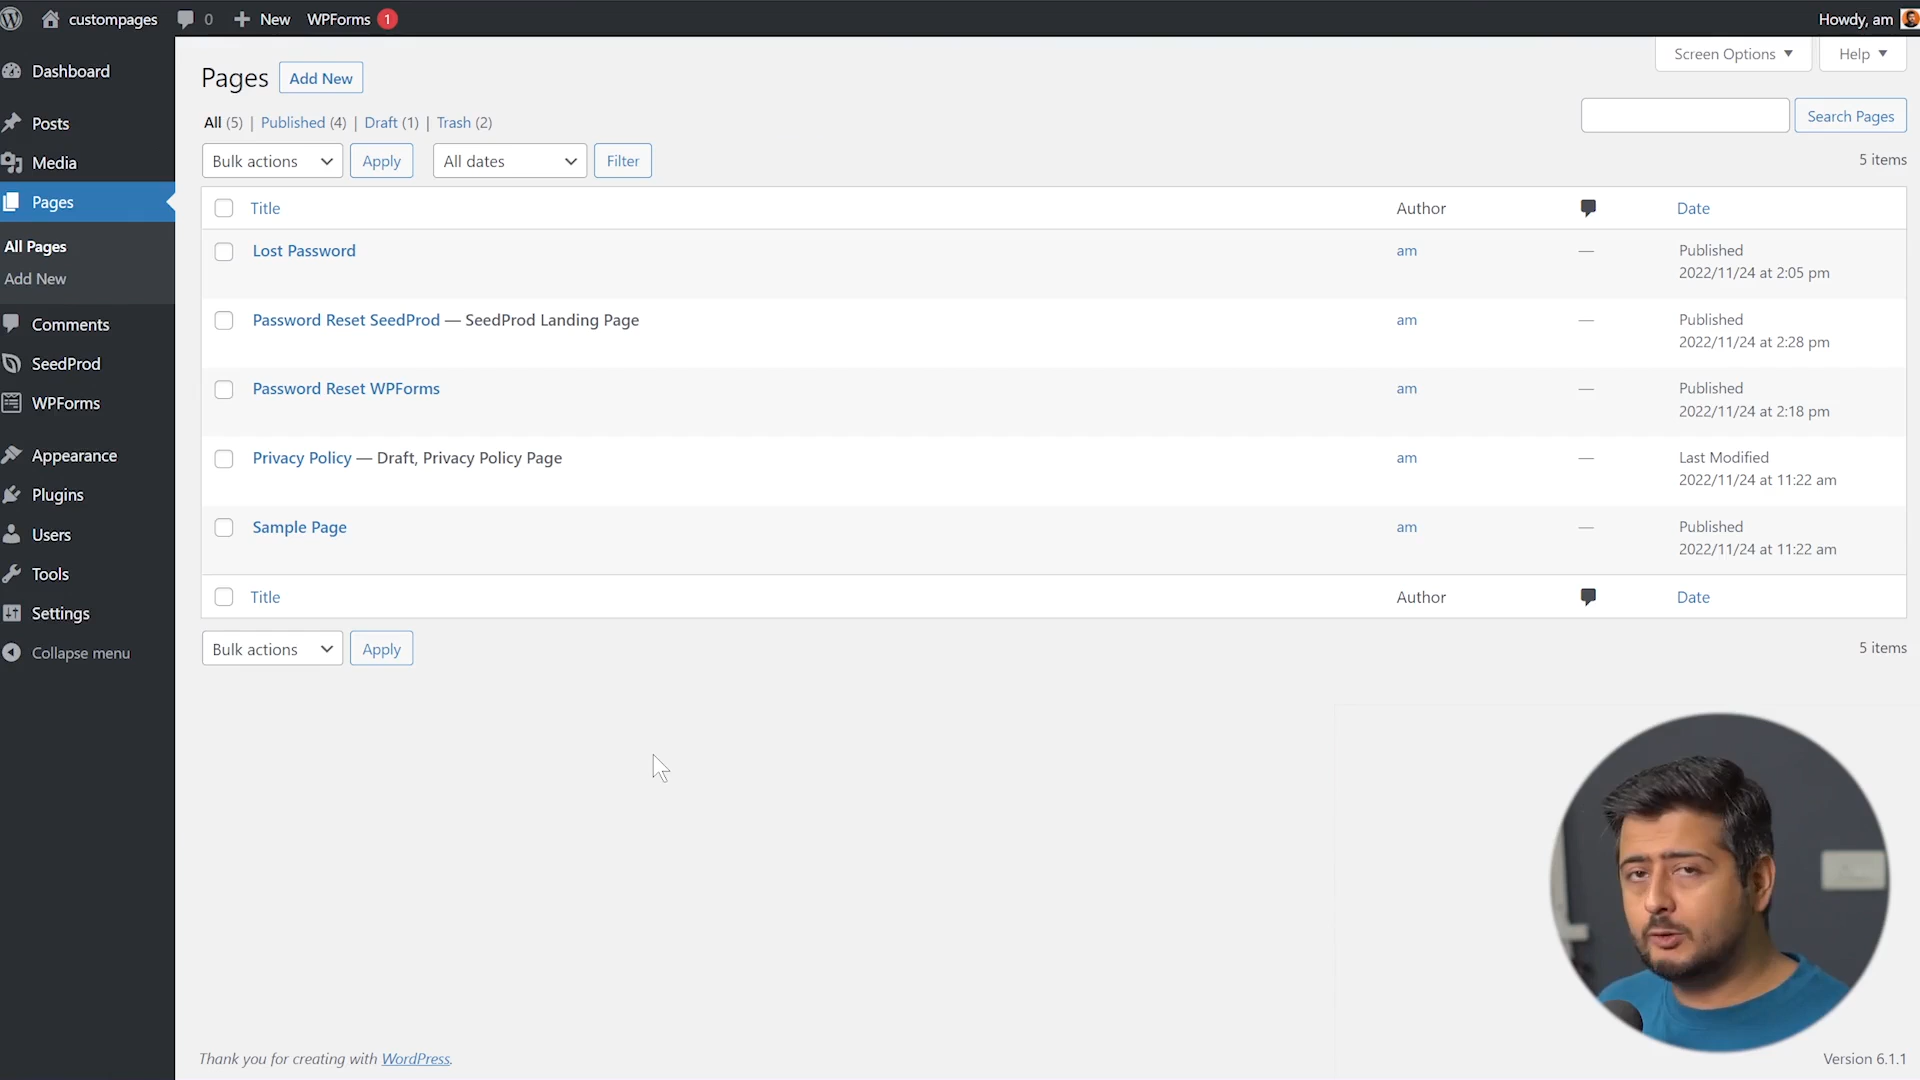 custompages 0 New WPForms 1 Howdy, am
Screen Options Help
Dashboard
Posts
Media
Pages
All Pages
Add New
Comments
SeedProd
WPForms
Appearance
Plugins
Users
Tools
Settings
Collapse menu
Pages Add New
All (5) | Published (4) | Draft (1) | Trash (2)
Search Pages
Bulk actions Apply All dates Filter
5 items
Title Author Date
Lost Password am — Published
2022/11/24 at 2:05 pm
Password Reset SeedProd — SeedProd Landing Page am — Published
2022/11/24 at 2:28 pm
Password Reset WPForms am — Published
2022/11/24 at 2:18 pm
Privacy Policy — Draft, Privacy Policy Page am — Last Modified
2022/11/24 at 11:22 am
Sample Page am — Published
2022/11/24 at 11:22 am
Title Author Date
Bulk actions Apply
5 items
Thank you for creating with WordPress.
Version 6.1.1